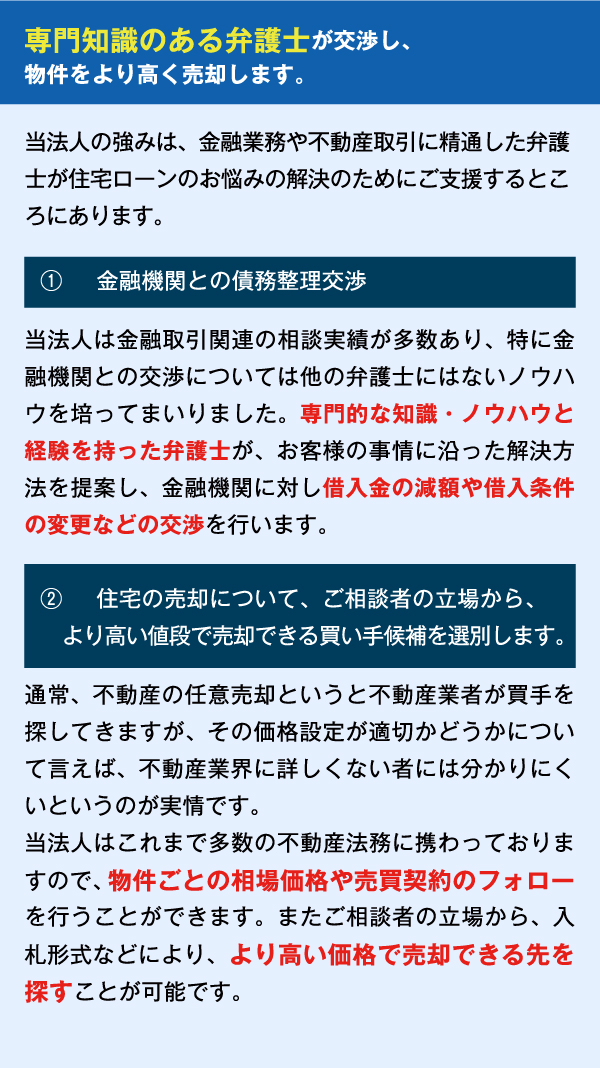 専門知識のある弁護士が交渉し、
物件をより高く売却します。
当法人の強みは、金融業務や不動産取引に精通した弁護
士が住宅ローンのお悩みの解決のためにご支援するとこ
ろにあります。
① 金融機関との債務整理交渉
当法人は金融取引関連の相談実績が多数あり、特に金
融機関との交渉については他の弁護士にはないノウハ
ウを培ってまいりました。専門的な知識・ノウハウと
経験を持った弁護士が、お客様の事情に沿った解決方
法を提案し、金融機関に対し借入金の減額や借入条件
の変更などの交渉を行います。
② 住宅の売却について、ご相談者の立場から、
より高い値段で売却できる買い手候補を選別します。
通常、不動産の任意売却というと不動産業者が買手を
探してきますが、その価格設定が適切かどうかについ
て言えば、不動産業界に詳しくない者には分かりにく
いというのが実情です。
当法人はこれまで多数の不動産法務に携わっておりま
すので、物件ごとの相場価格や売買契約のフォロー
を行うことができます。またご相談者の立場から、入
札形式などにより、より高い価格で売却できる先を
探すことが可能です。